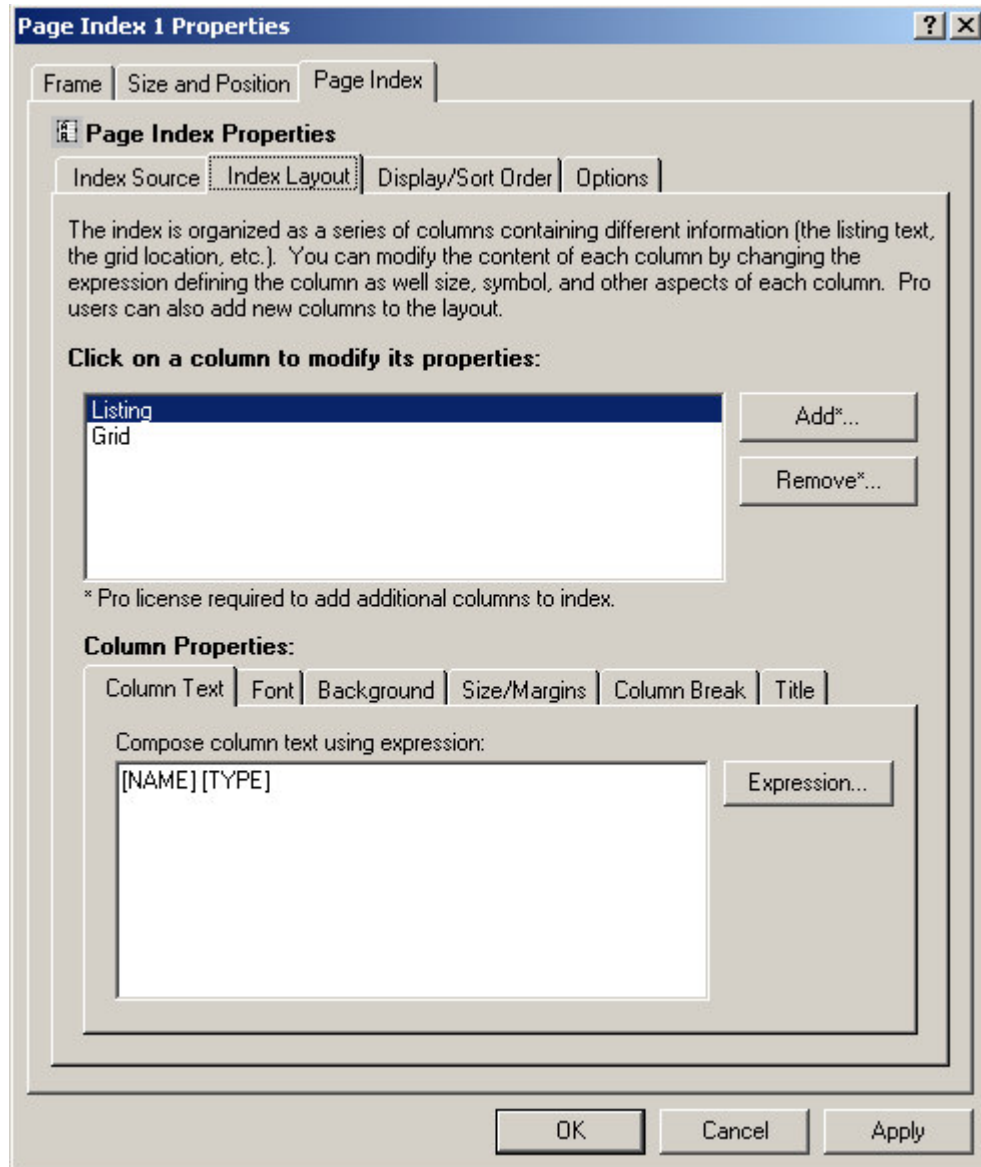 Page Index 1 Properties
Frame Size and Position Page Index
Page Index Properties
Index Source Index Layout Display/Sort Order Options
The index is organized as a series of columns containing different information (the listing text,
the grid location, etc.). You can modify the content of each column by changing the
expression defining the column as well size, symbol, and other aspects of each column. Pro
users can also add new columns to the layout.
Click on a column to modify its properties:
Listing
Grid
Add*...
Remove*...
* Pro license required to add additional columns to index.
Column Properties:
Column Text Font Background Size/Margins Column Break Title
Compose column text using expression:
[NAME] [TYPE]
Expression...
OK Cancel Apply